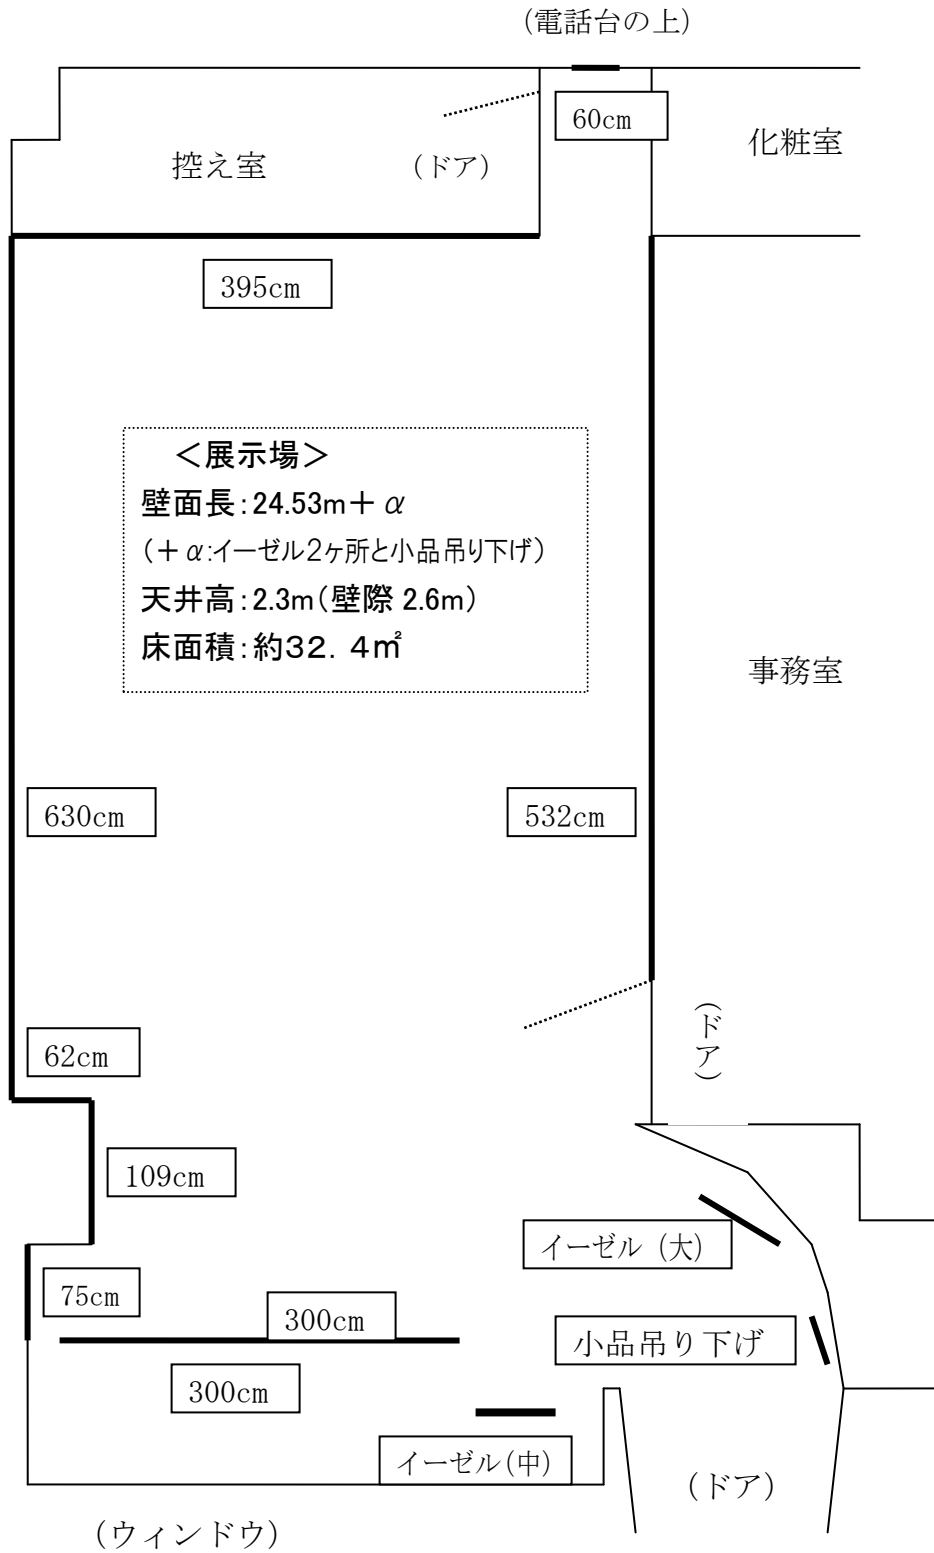 (電話台の上)
60cm
化粧室
控え室
(ドア)
395cm
＜展示場＞
壁面長：24.53m＋α
(＋α:イーゼル2ヶ所と小品吊り下げ)
天井高：2.3m(壁際 2.6m)
床面積：約３２．４㎡
事務室
630cm
532cm
(ドア)
62cm
109cm
イーゼル (大)
75cm
300cm
小品吊り下げ
300cm
イーゼル(中)
(ドア)
(ウィンドウ)